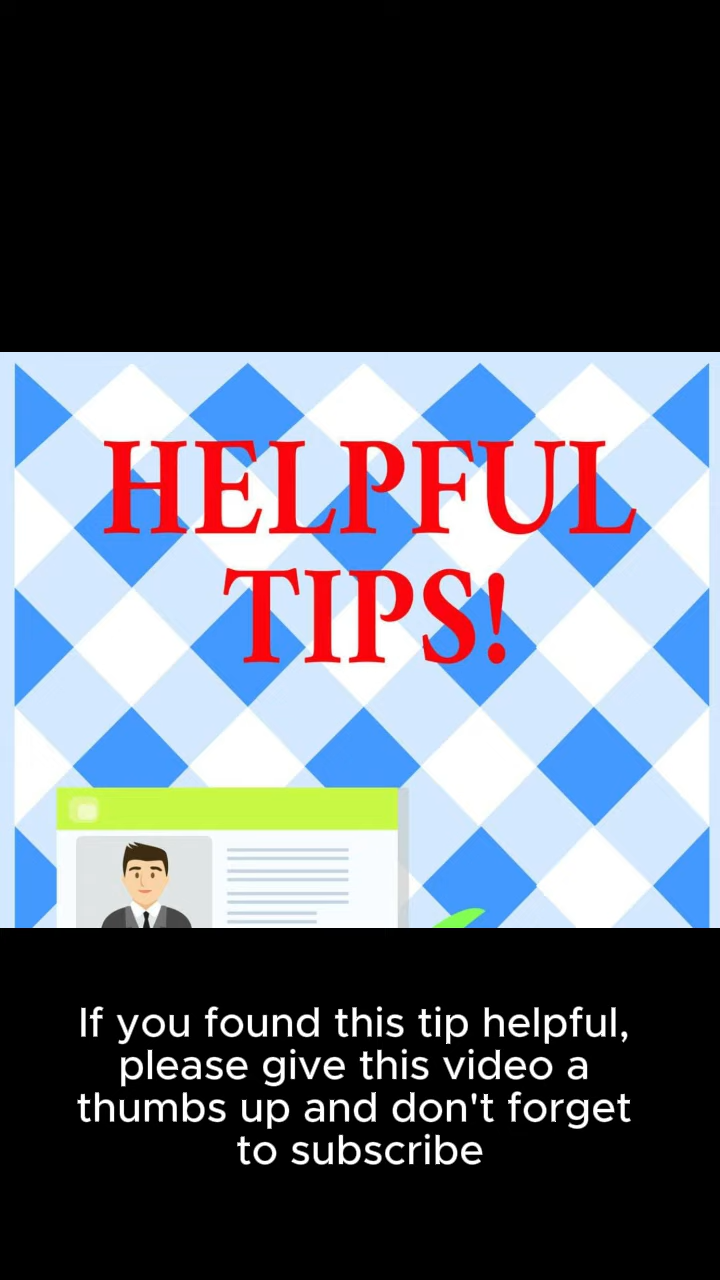 HELPFUL
TIPS!
If you found this tip helpful,
please give this video a
thumbs up and don't forget
to subscribe